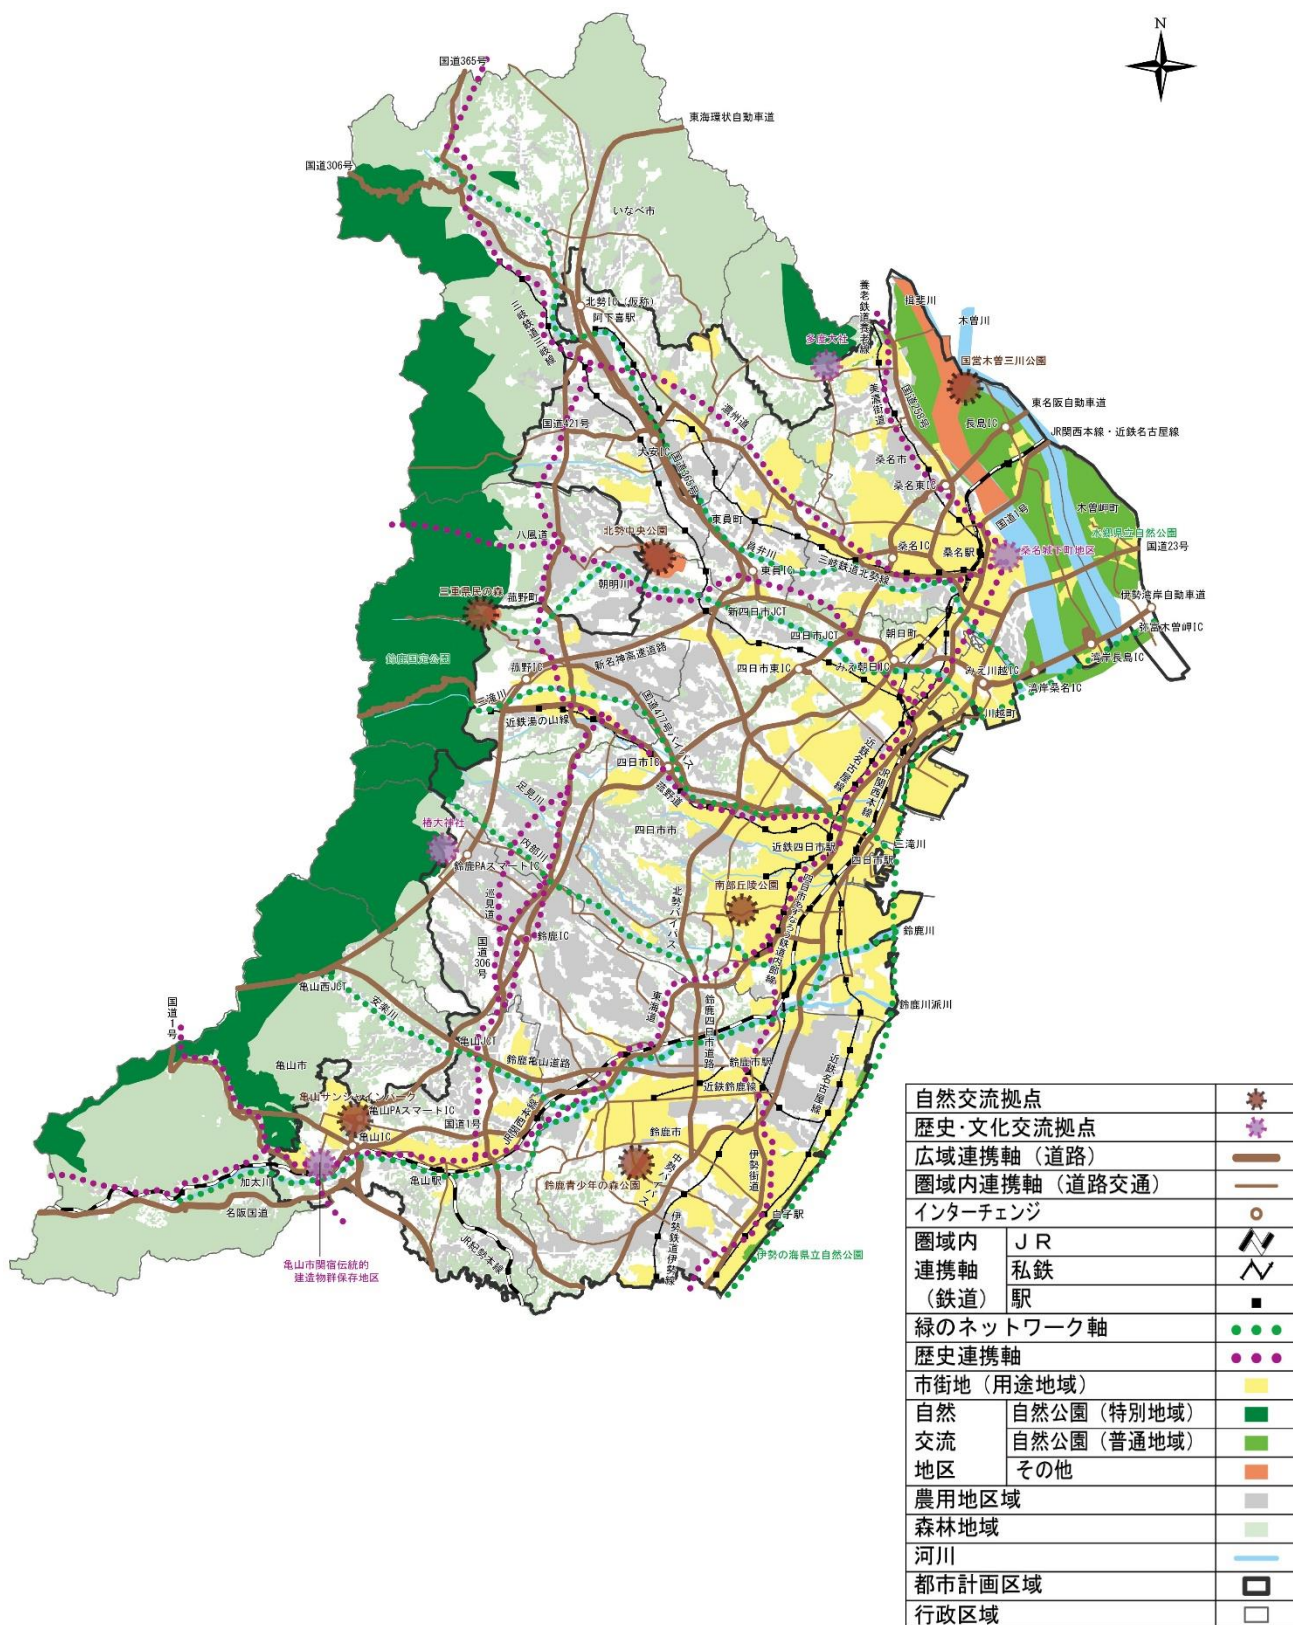 N
国道365号
東海環状自動車道
国道306号
いなべ市
養老鉄道養老線
揖斐川
木曽川
北勢IC(仮称)
阿下喜駅
三岐鉄道三岐線
多度大社
国営木曽三川公園
美濃街道
国道258号
東名阪自動車道
長島IC
JR関西本線・近鉄名古屋線
濃州道
国道421号
大安IC
国道365号
桑名市
桑名東IC
木曽岬町
国道1号
水郷県立自然公園
東員町
北勢中央公園
八風道
員弁川
桑名IC
桑名駅
桑名城下町地区
国道23号
三岐鉄道北勢線
東員IC
朝明川
三重県民の森
菰野町
伊勢湾岸自動車道
新四日市JCT
弥富木曽岬IC
四日市JCT
朝日町
湾岸長島IC
鈴鹿国定公園
新名神高速道路
菰野IC
四日市東IC
みえ朝日IC
みえ川越IC
湾岸桑名IC
三滝川
国道477号バイパス
川越町
近鉄湯の山線
近鉄名古屋線
JR関西本線
四日市IC
菰野道
足見川
椿大神社
四日市市
内部川
近鉄四日市駅
四日市駅
三滝川
鈴鹿PAスマートIC
南部丘陵公園
四日市あすなろう鉄道内部線
巡見道
北勢バイパス
鈴鹿川
鈴鹿IC
国道306号
亀山西JCT
東海道
国道1号
安楽川
鈴鹿四日市道路
鈴鹿川派川
亀山JCT
鈴鹿亀山道路
鈴鹿市駅
亀山市
近鉄名古屋線
近鉄鈴鹿線
亀山サンシャインパーク
亀山PAスマートIC
JR関西本線
国道1号
亀山IC
鈴鹿市
亀山駅
加太川
中勢バイパス
伊勢街道
鈴鹿青少年の森公園
名阪国道
白子駅
伊勢鉄道伊勢線
JR紀勢本線
伊勢の海県立自然公園
亀山市関宿伝統的
建造物群保存地区
自然交流拠点
歴史・文化交流拠点
広域連携軸(道路)
圏域内連携軸(道路交通)
インターチェンジ
圏域内 JR
連携軸 私鉄
(鉄道) 駅
緑のネットワーク軸
歴史連携軸
市街地(用途地域)
自然 自然公園(特別地域)
交流 自然公園(普通地域)
地区 その他
農用地区域
森林地域
河川
都市計画区域
行政区域